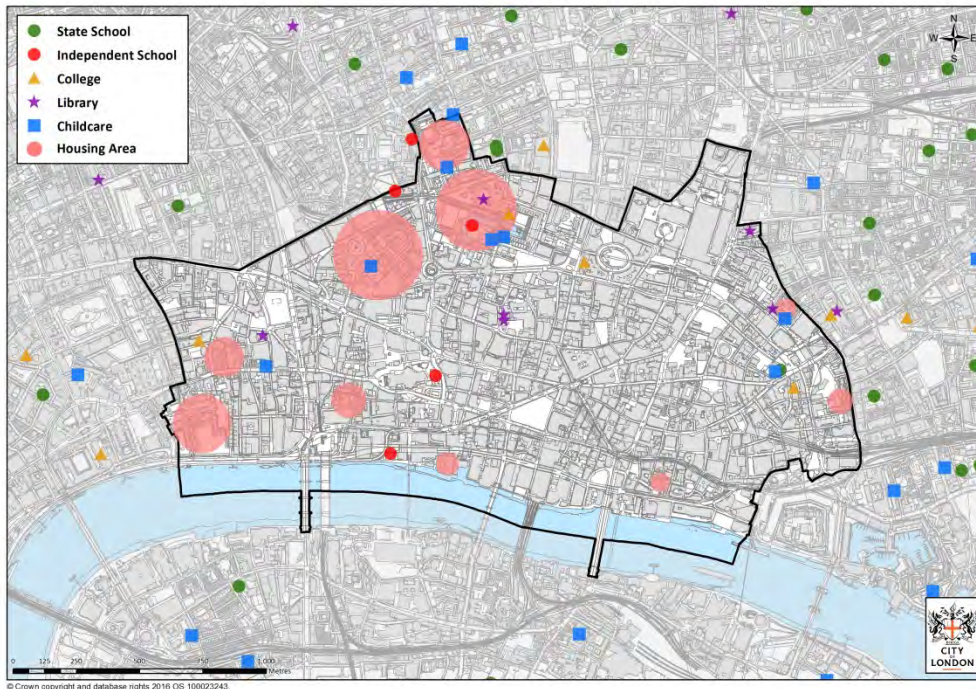 State School
Independent School
College
Library
Childcare
Housing Area
N
W E
S
0 125 250 500 750 1,000
Metres
CITY
OF
LONDON
© Crown copyright and database rights 2016 OS 100023243.